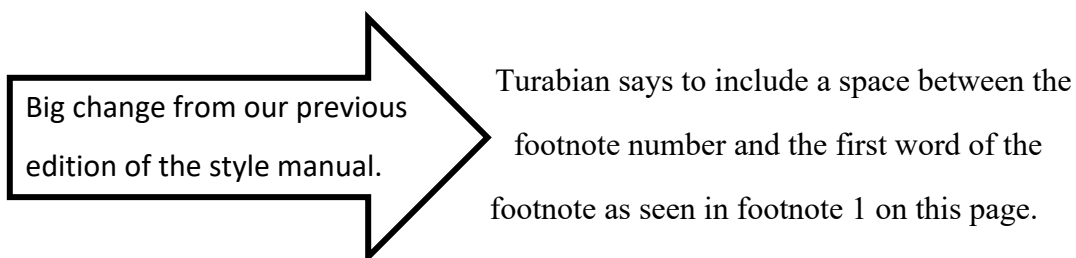 Big change from our previous
edition of the style manual.
Turabian says to include a space between the
footnote number and the first word of the
footnote as seen in footnote 1 on this page.